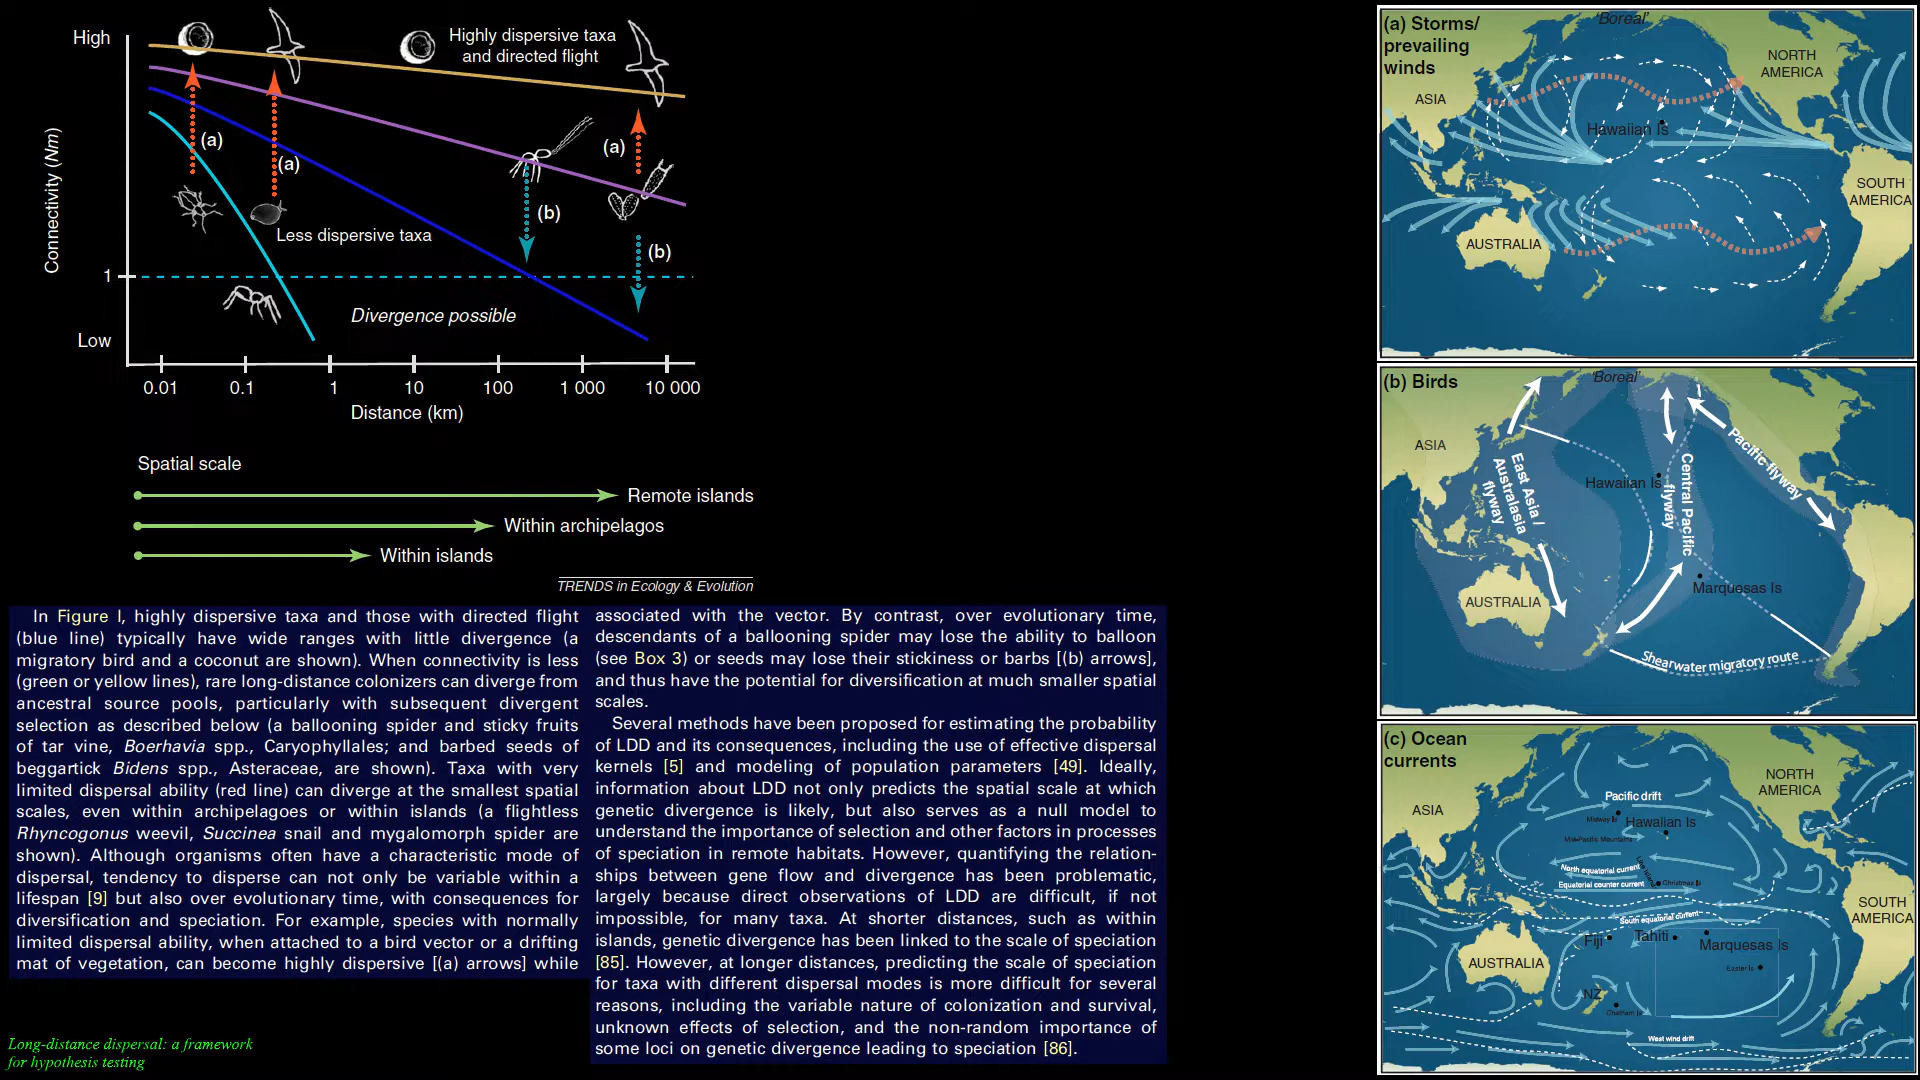 High
Highly dispersive taxa
and directed flight
Connectivity (Nm)
(a)
(a)
(a)
(b)
(b)
Less dispersive taxa
1
Divergence possible
Low
0.01 0.1 1 10 100 1 000 10 000
Distance (km)
Spatial scale
Remote islands
Within archipelagos
Within islands
TRENDS in Ecology & Evolution
In Figure I, highly dispersive taxa and those with directed flight
(blue line) typically have wide ranges with little divergence (a
migratory bird and a coconut are shown). When connectivity is less
(green or yellow lines), rare long-distance colonizers can diverge from
ancestral source pools, particularly with subsequent divergent
selection as described below (a ballooning spider and sticky fruits
of tar vine, Boerhavia spp., Caryophyllales; and barbed seeds of
beggartick Bidens spp., Asteraceae, are shown). Taxa with very
limited dispersal ability (red line) can diverge at the smallest spatial
scales, even within archipelagoes or within islands (a flightless
Rhyncogonus weevil, Succinea snail and mygalomorph spider are
shown). Although organisms often have a characteristic mode of
dispersal, tendency to disperse can not only be variable within a
lifespan [9] but also over evolutionary time, with consequences for
diversification and speciation. For example, species with normally
limited dispersal ability, when attached to a bird vector or a drifting
mat of vegetation, can become highly dispersive [(a) arrows] while
associated with the vector. By contrast, over evolutionary time,
descendants of a ballooning spider may lose the ability to balloon
(see Box 3) or seeds may lose their stickiness or barbs [(b) arrows],
and thus have the potential for diversification at much smaller spatial
scales.
Several methods have been proposed for estimating the probability
of LDD and its consequences, including the use of effective dispersal
kernels [5] and modeling of population parameters [49]. Ideally,
information about LDD not only predicts the spatial scale at which
genetic divergence is likely, but also serves as a null model to
understand the importance of selection and other factors in processes
of speciation in remote habitats. However, quantifying the relation-
ships between gene flow and divergence has been problematic,
largely because direct observations of LDD are difficult, if not
impossible, for many taxa. At shorter distances, such as within
islands, genetic divergence has been linked to the scale of speciation
[85]. However, at longer distances, predicting the scale of speciation
for taxa with different dispersal modes is more difficult for several
reasons, including the variable nature of colonization and survival,
unknown effects of selection, and the non-random importance of
some loci on genetic divergence leading to speciation [86].
Long-distance dispersal: a framework
for hypothesis testing
(a) Storms/
prevailing
winds
'Boreal'
NORTH
AMERICA
ASIA
Hawaiian Is
SOUTH
AMERICA
AUSTRALIA
(b) Birds
'Boreal'
ASIA
Pacific flyway
East Asia /
Australasia
flyway
Hawaiian Is
Central Pacific
flyway
Marquesas Is
AUSTRALIA
Shearwater migratory route
(c) Ocean
currents
NORTH
AMERICA
Pacific drift
ASIA
Midway Is
Hawaiian Is
Mid-Pacific Mountains
North equatorial current
Equatorial counter current
Christmas Is
South equatorial current
SOUTH
AMERICA
Fiji
Tahiti
Marquesas Is
AUSTRALIA
Easter Is
NZ
Chatham Is
West wind drift